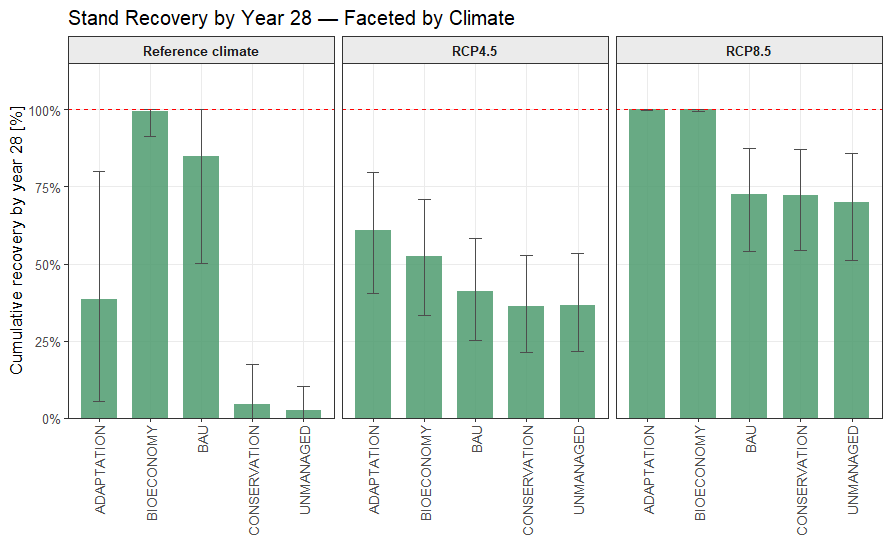 Stand Recovery by Year 28 — Faceted by Climate
Reference climate
RCP4.5
RCP8.5
Cumulative recovery by year 28 [%]
100%
75%
50%
25%
0%
ADAPTATION
BIOECONOMY
BAU
CONSERVATION
UNMANAGED
ADAPTATION
BIOECONOMY
BAU
CONSERVATION
UNMANAGED
ADAPTATION
BIOECONOMY
BAU
CONSERVATION
UNMANAGED